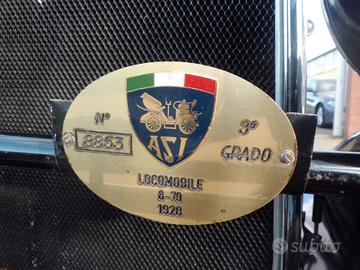 N° 8853
ASI
3° GRADO
LOCOMOBILE
8-70
1928
subito